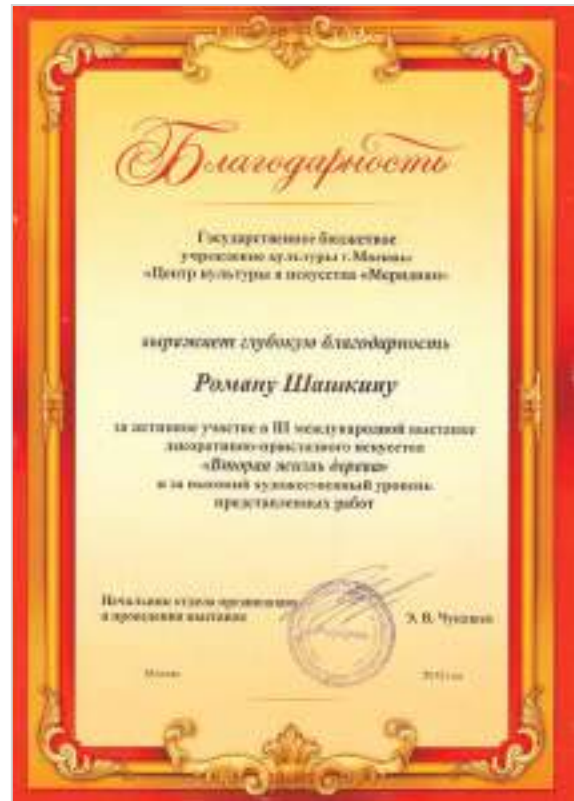 Благодарность
Государственное бюджетное
учреждение культуры г.Москвы
«Центр культуры и искусства «Меридиан»
выражает глубокую благодарность
Роману Шашкину
за активное участие в III международной выставке
декоративно-прикладного искусства
«Вторая жизнь дерева»
и за высокий художественный уровень
представленных работ
Начальник отдела организации
и проведения выставок
Э. В.
Москва